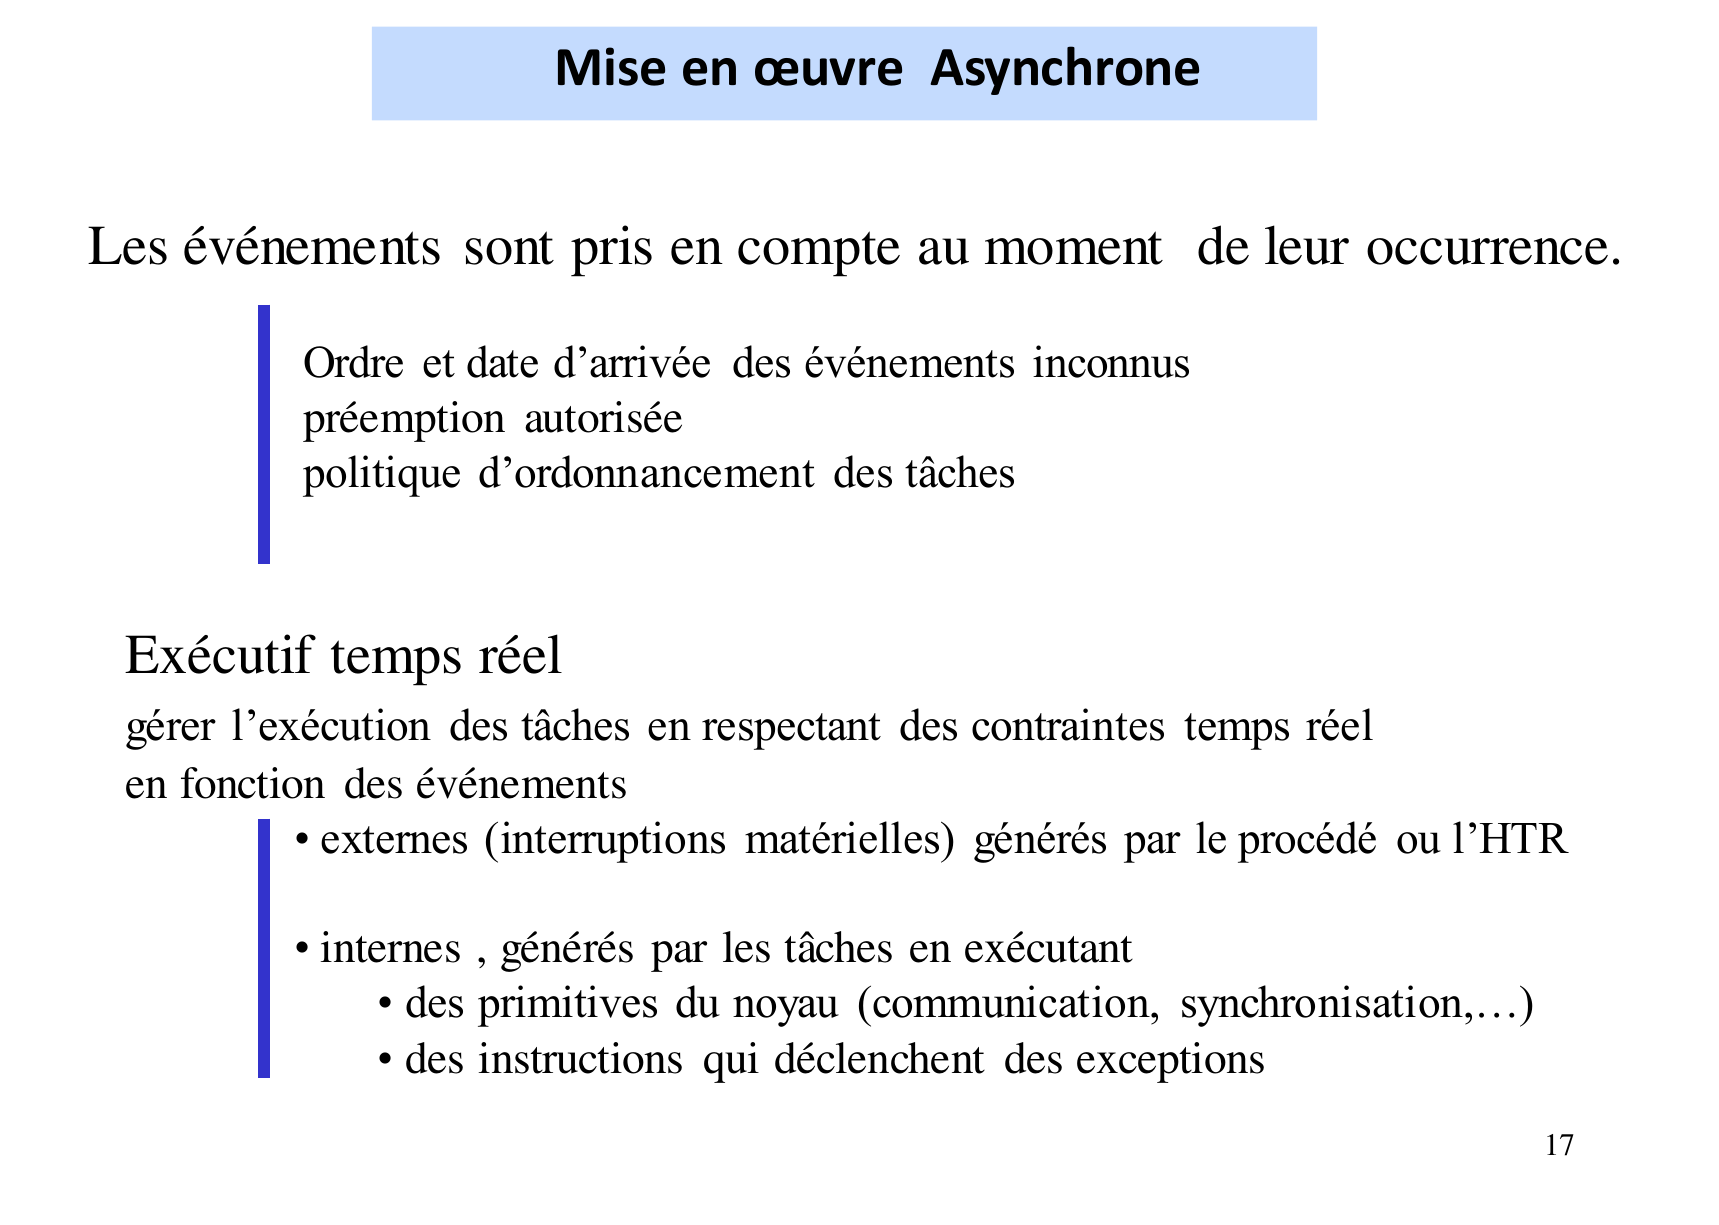 Mise en œuvre Asynchrone
Les événements sont pris en compte au moment de leur occurrence.
Ordre et date d’arrivée des événements inconnus
préemption autorisée
politique d’ordonnancement des tâches
Exécutif temps réel
gérer l’exécution des tâches en respectant des contraintes temps réel
en fonction des événements
• externes (interruptions matérielles) générés par le procédé ou l’HTR
• internes , générés par les tâches en exécutant
• des primitives du noyau (communication, synchronisation,…)
• des instructions qui déclenchent des exceptions
17